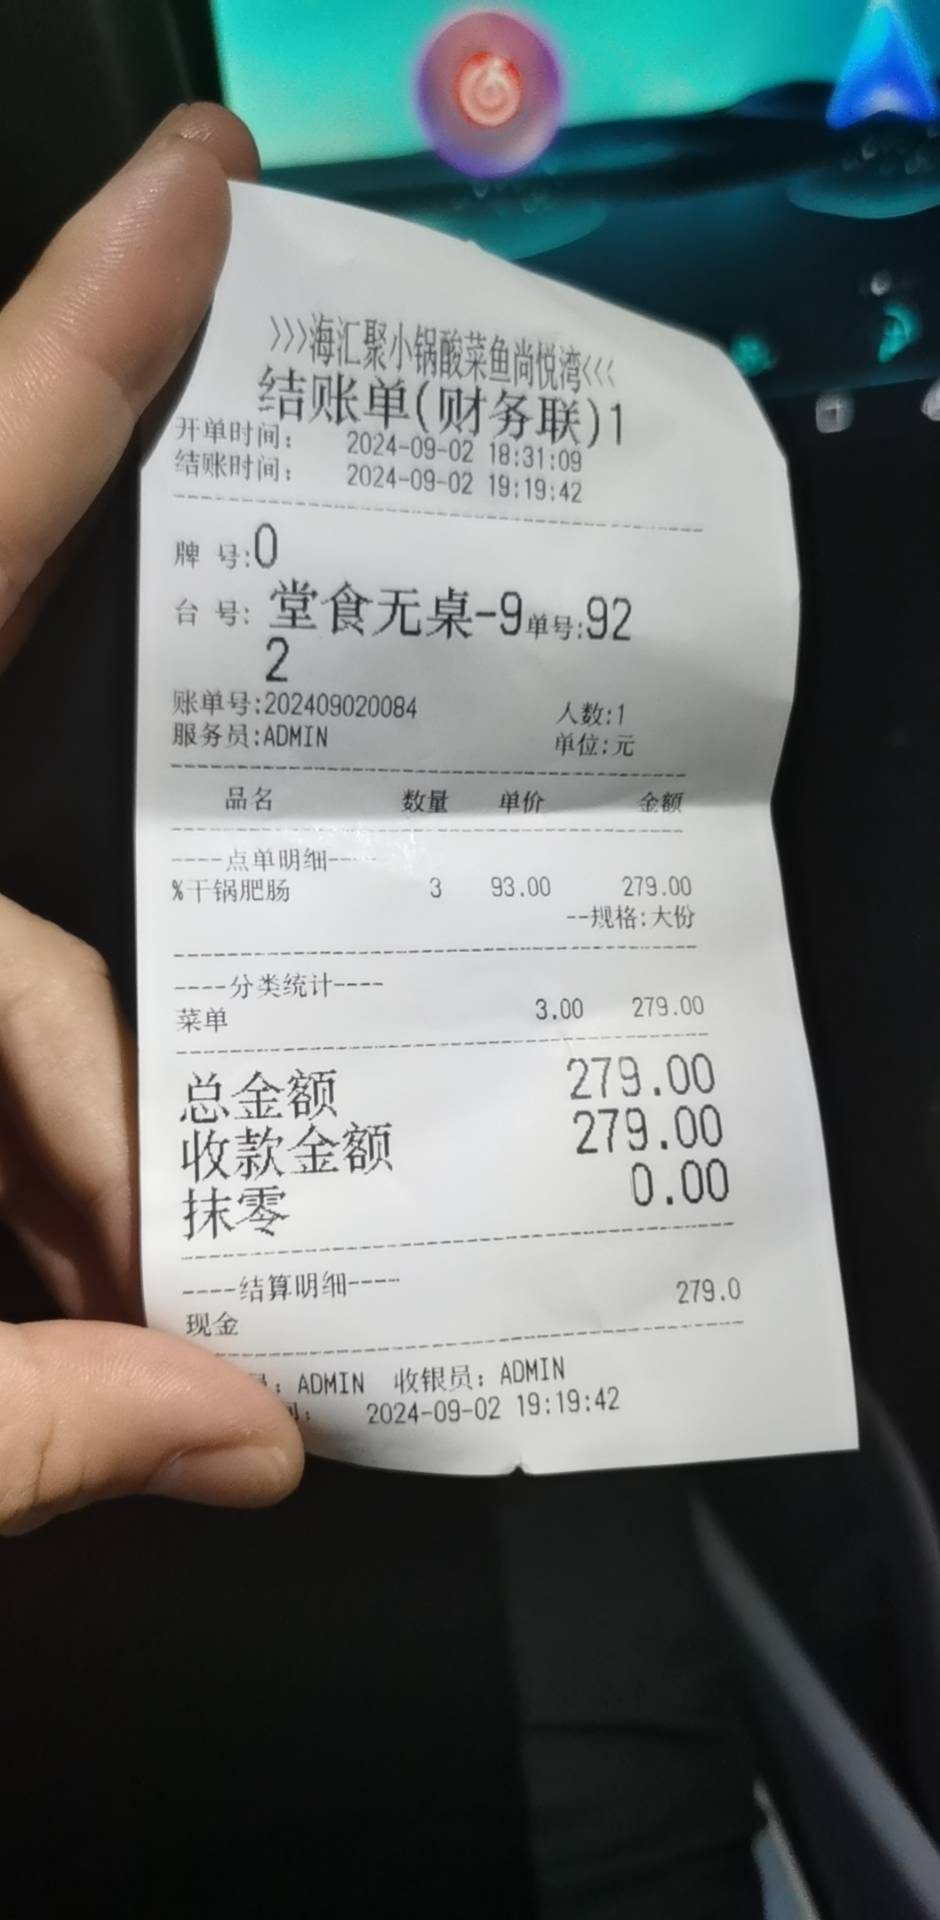 >>>海汇聚小锅酸菜鱼尚悦湾<<<
结账单(财务联)1
开单时间: 2024-09-02 18:31:09
结账时间: 2024-09-02 19:19:42
牌 号:0
台 号: 堂食无桌-9单号:92
2
账单号:202409020084 人数:1
服务员:ADMIN 单位:元
品名 数量 单价 金额
----点单明细----
%干锅肥肠 3 93.00 279.00
--规格:大份
----分类统计----
菜单 3.00 279.00
总金额 279.00
收款金额 279.00
抹零 0.00
----结算明细----
现金 279.0
: ADMIN 收银员: ADMIN
: 2024-09-02 19:19:42